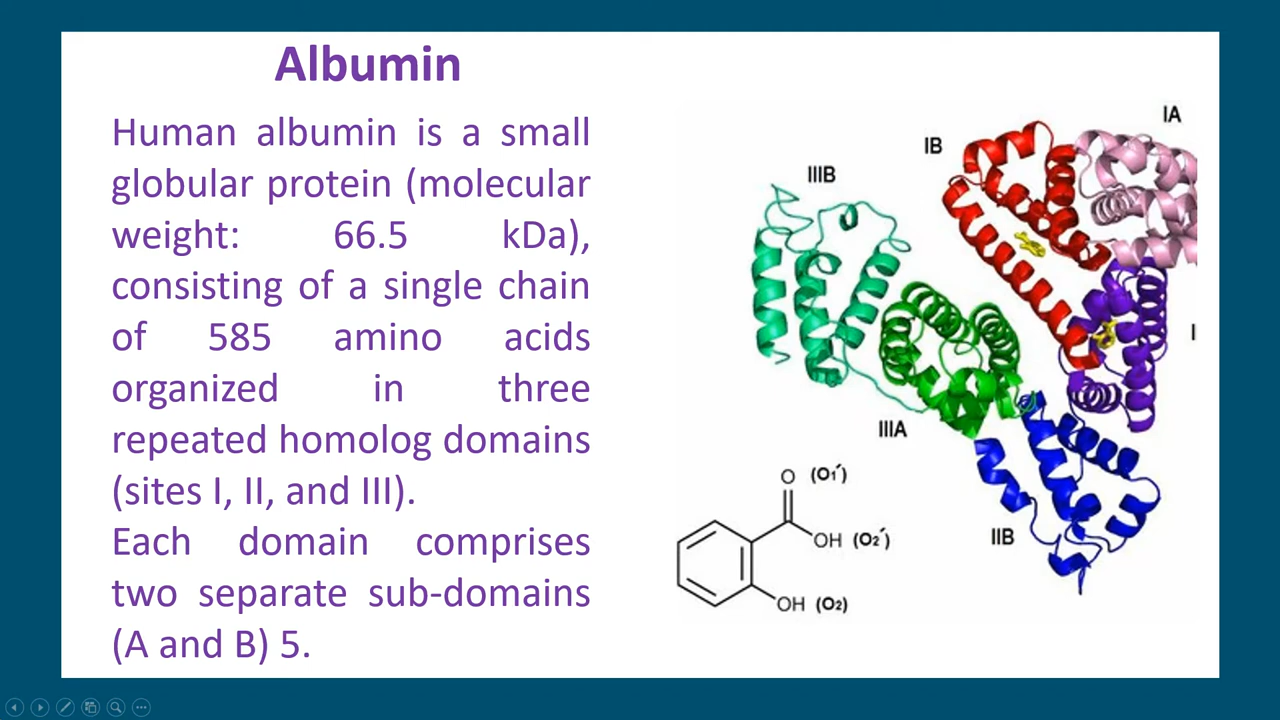 Albumin
Human albumin is a small
globular protein (molecular
weight: 66.5 kDa),
consisting of a single chain
of 585 amino acids
organized in three
repeated homolog domains
(sites I, II, and III).
Each domain comprises
two separate sub-domains
(A and B) 5.
IA
IB
IIIB
I
IIIA
IIB
O (O1´)
OH (O2´)
OH (O2)